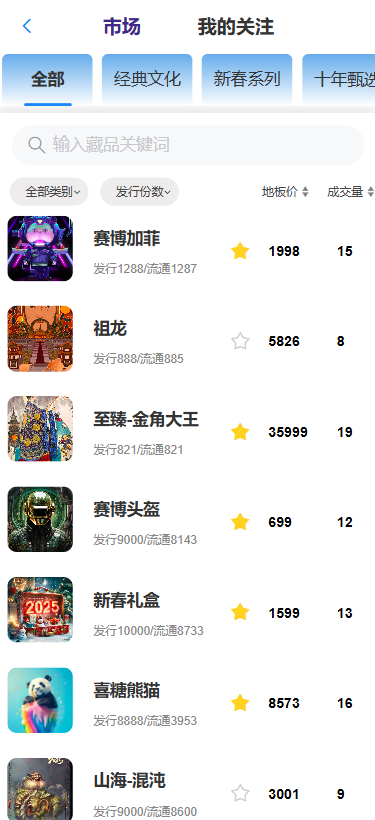 市场 我的关注
全部 经典文化 新春系列 十年甄选
输入藏品关键词
全部类别 发行份数 地板价 成交量
赛博加菲
发行1288/流通1287
1998 15
祖龙
发行888/流通885
5826 8
至臻-金角大王
发行821/流通821
35999 19
赛博头盔
发行9000/流通8143
699 12
2025
新春礼盒
发行10000/流通8733
1599 13
喜糖熊猫
发行8888/流通3953
8573 16
山海-混沌
发行9000/流通8600
3001 9